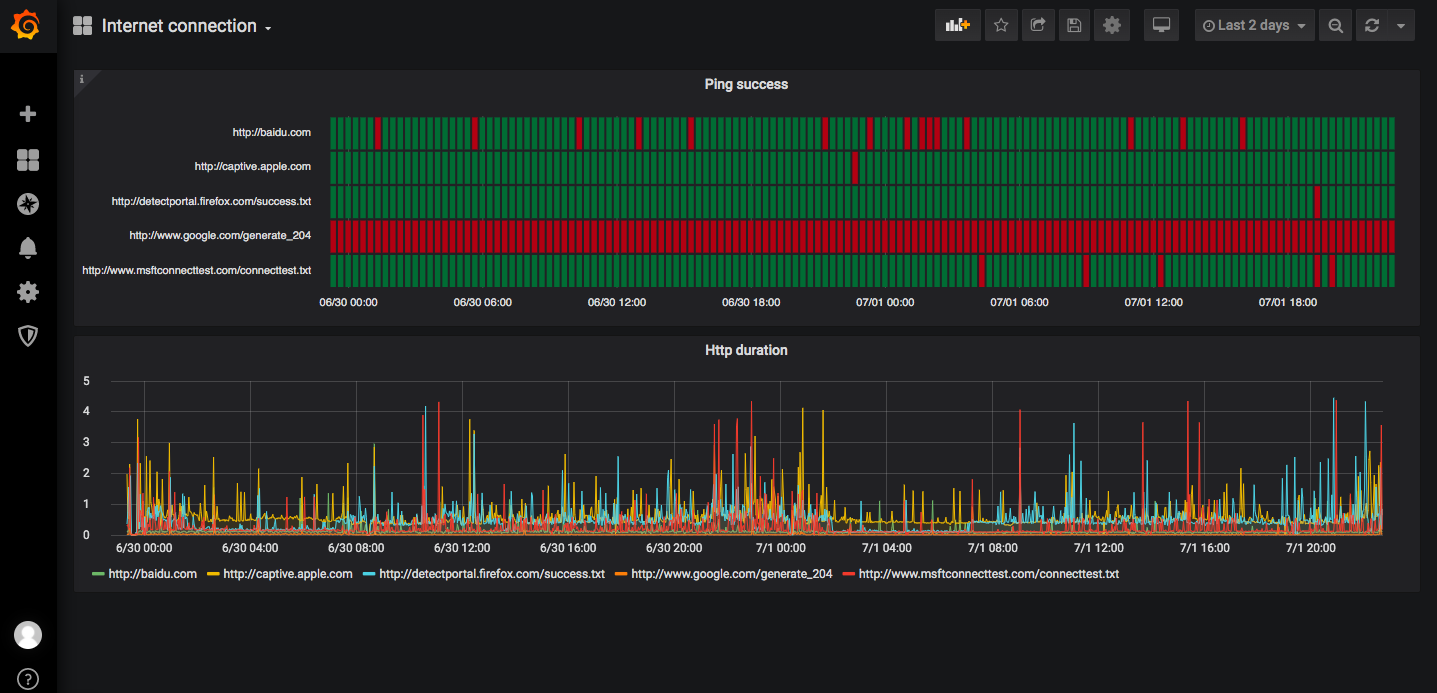 Internet connection
Last 2 days
i
Ping success
http://baidu.com
http://captive.apple.com
http://detectportal.firefox.com/success.txt
http://www.google.com/generate_204
http://www.msftconnecttest.com/connecttest.txt
06/30 00:00 06/30 06:00 06/30 12:00 06/30 18:00 07/01 00:00 07/01 06:00 07/01 12:00 07/01 18:00
Http duration
5
4
3
2
1
0
6/30 00:00 6/30 04:00 6/30 08:00 6/30 12:00 6/30 16:00 6/30 20:00 7/1 00:00 7/1 04:00 7/1 08:00 7/1 12:00 7/1 16:00 7/1 20:00
http://baidu.com http://captive.apple.com http://detectportal.firefox.com/success.txt http://www.google.com/generate_204 http://www.msftconnecttest.com/connecttest.txt
?